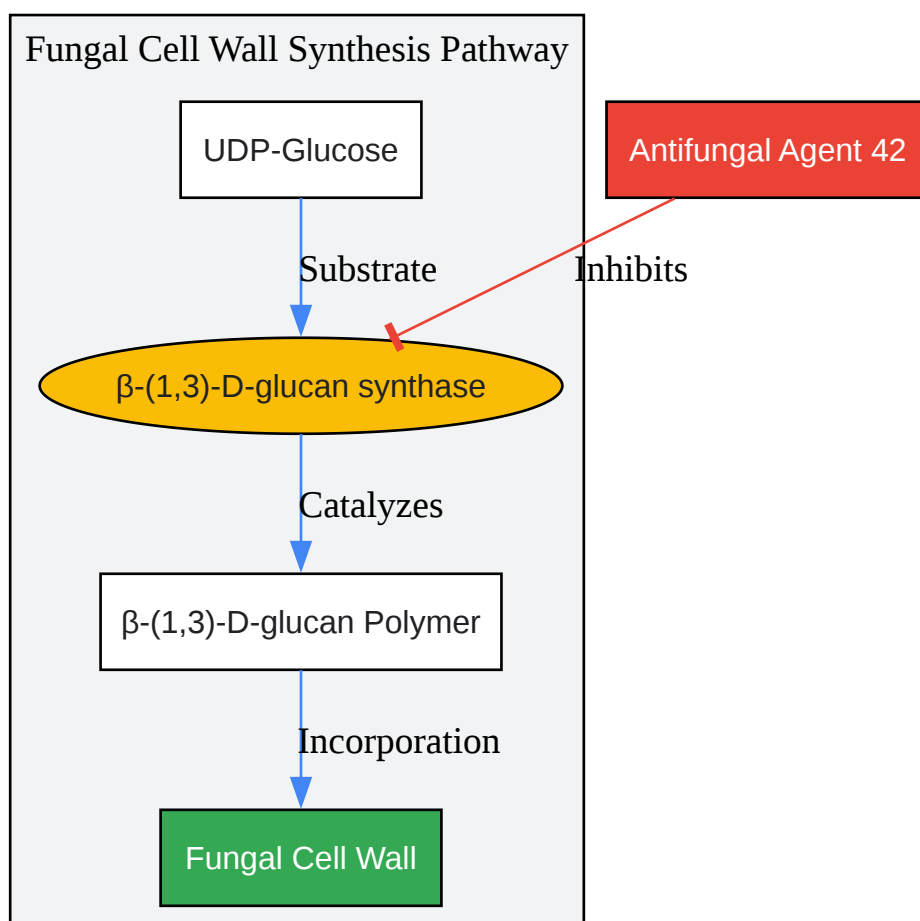 Fungal Cell Wall Synthesis Pathway
UDP-Glucose
Antifungal Agent 42
Substrate
Inhibits
β-(1,3)-D-glucan synthase
Catalyzes
β-(1,3)-D-glucan Polymer
Incorporation
Fungal Cell Wall